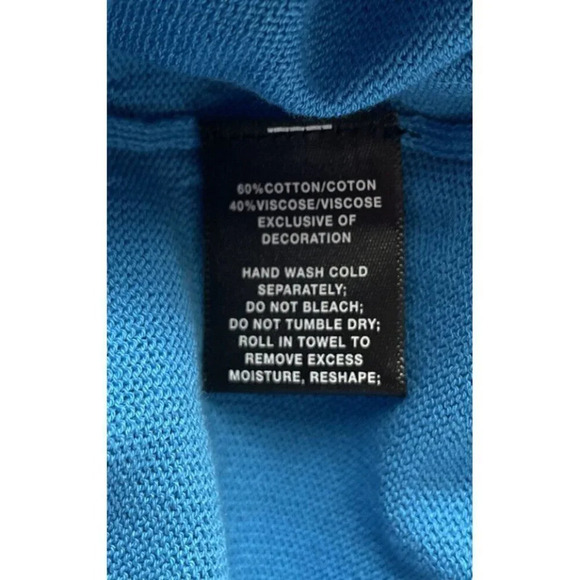 60%COTTON/COTON
40%VISCOSE/VISCOSE
EXCLUSIVE OF
DECORATION
HAND WASH COLD
SEPARATELY;
DO NOT BLEACH;
DO NOT TUMBLE DRY;
ROLL IN TOWEL TO
REMOVE EXCESS
MOISTURE, RESHAPE;